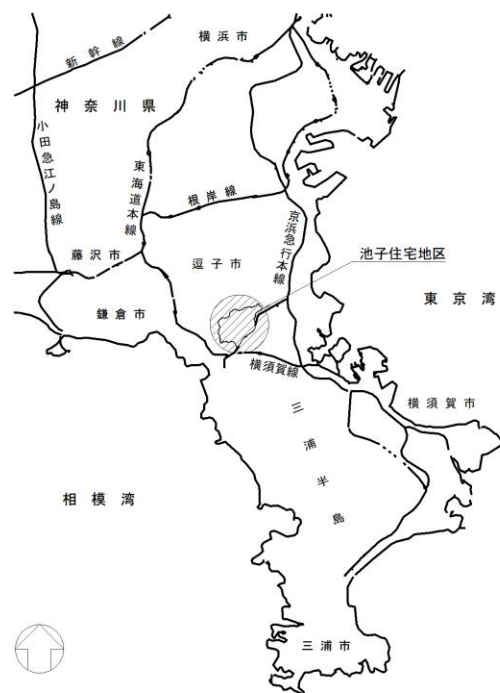 横浜市
新幹線
神奈川県
小田急江ノ島線
東海道本線
根岸線
京浜急行本線
藤沢市
逗子市
池子住宅地区
東京湾
鎌倉市
横須賀線
横須賀市
三浦半島
相模湾
三浦市